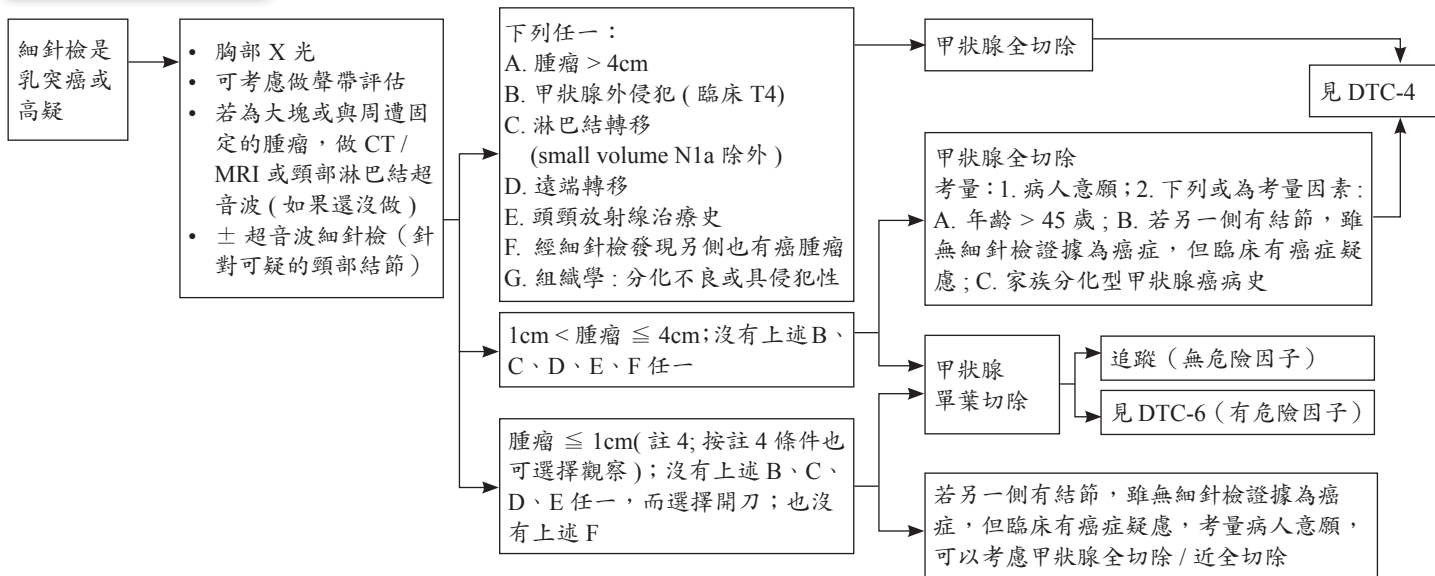 細針檢是
乳突癌或
高疑
• 胸部 X 光
• 可考慮做聲帶評估
• 若為大塊或與周遭固
定的腫瘤，做 CT /
MRI 或頸部淋巴結超
音波 ( 如果還沒做 )
• ± 超音波細針檢（針
對可疑的頸部結節）
下列任一：
A. 腫瘤 > 4cm
B. 甲狀腺外侵犯 ( 臨床 T4)
C. 淋巴結轉移
(small volume N1a 除外 )
D. 遠端轉移
E. 頭頸放射線治療史
F. 經細針檢發現另側也有癌腫瘤
G. 組織學 : 分化不良或具侵犯性
1cm < 腫瘤 ≦ 4cm；沒有上述 B、
C、D、E、F 任一
腫瘤 ≦ 1cm( 註 4; 按註 4 條件也
可選擇觀察 )；沒有上述 B、C、
D、E 任一，而選擇開刀；也沒
有上述 F
甲狀腺全切除
見 DTC-4
甲狀腺全切除
考量：1. 病人意願；2. 下列或為考量因素 :
A. 年齡 > 45 歲 ; B. 若另一側有結節，雖
無細針檢證據為癌症，但臨床有癌症疑
慮 ; C. 家族分化型甲狀腺癌病史
甲狀腺
單葉切除
追蹤（無危險因子）
見 DTC-6（有危險因子）
若另一側有結節，雖無細針檢證據為癌
症，但臨床有癌症疑慮，考量病人意願，
可以考慮甲狀腺全切除 / 近全切除